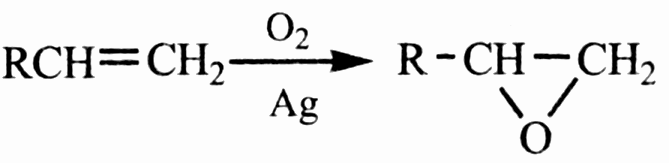 O₂
RCH=CH₂ → R-CH-CH₂
Ag
O